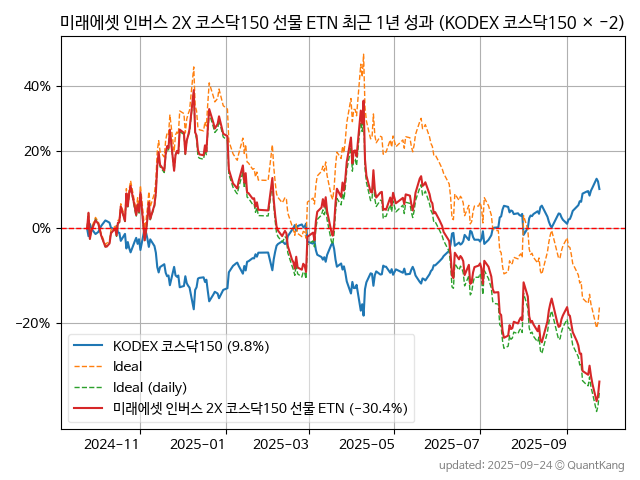 미래에셋 인버스 2X 코스닥150 선물 ETN 최근 1년 성과 (KODEX 코스닥150 × −2)
40%
20%
0%
−20%
KODEX 코스닥150 (9.8%)
Ideal
Ideal (daily)
미래에셋 인버스 2X 코스닥150 선물 ETN (−30.4%)
2024-11
2025-01
2025-03
2025-05
2025-07
2025-09
updated: 2025-09-24 © QuantKang